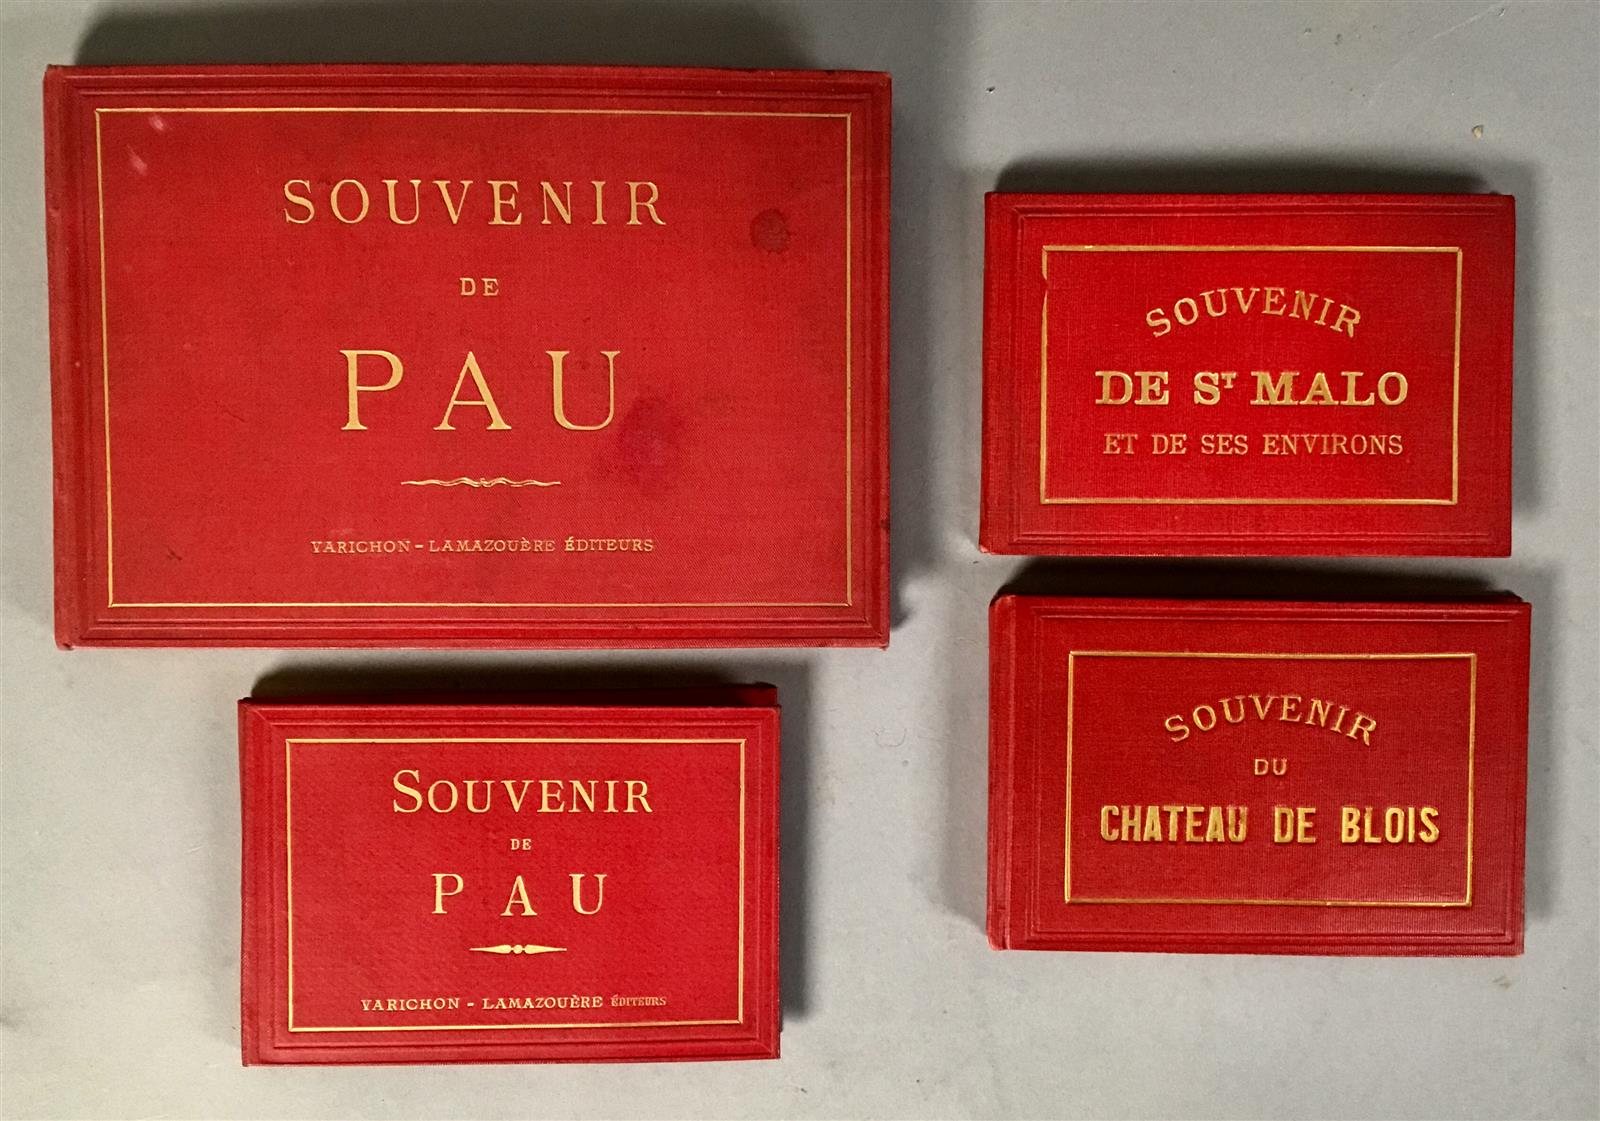 SOUVENIR
DE
PAU
VARICHON - LAMAZOUÈRE ÉDITEURS
SOUVENIR
DE
PAU
VARICHON - LAMAZOUÈRE ÉDITEURS
SOUVENIR
DE ST MALO
ET DE SES ENVIRONS
SOUVENIR
DU
CHATEAU DE BLOIS